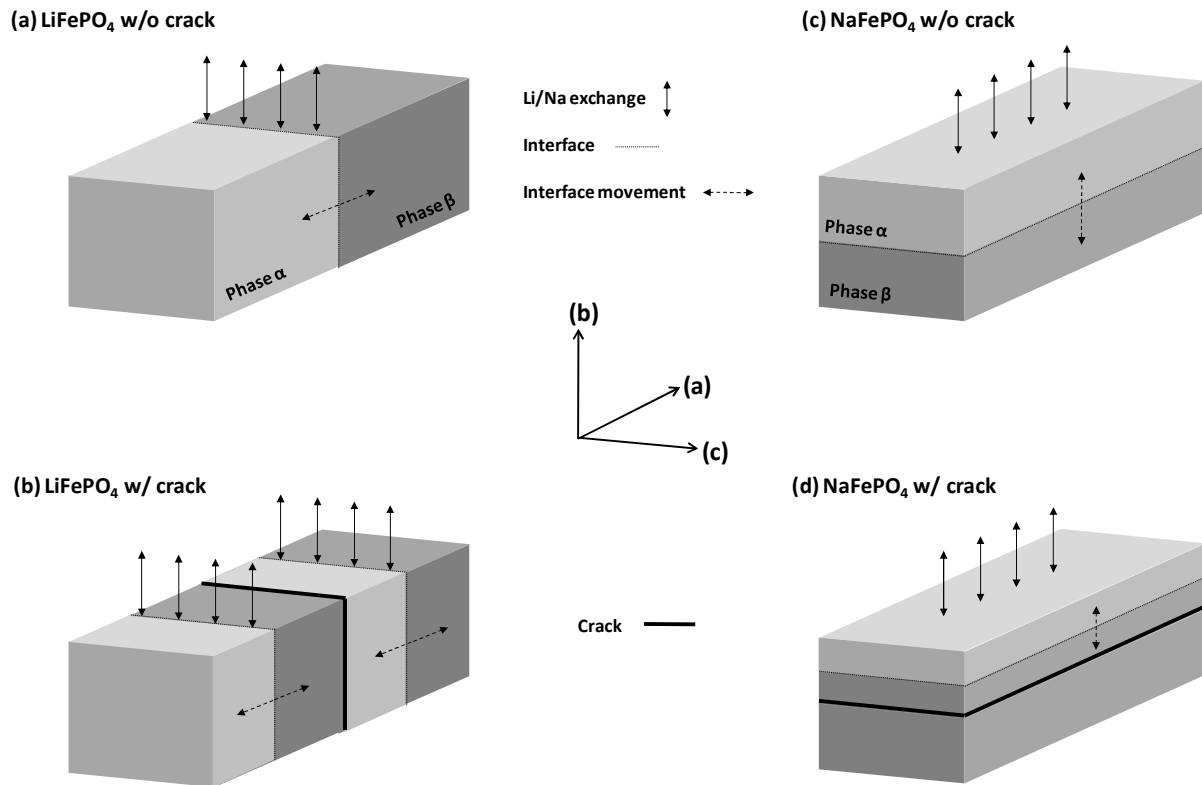 (a) LiFePO₄ w/o crack
Phase α
Phase β
Li/Na exchange
Interface
Interface movement
(c) NaFePO₄ w/o crack
Phase α
Phase β
(b)
(a)
(c)
(b) LiFePO₄ w/ crack
Crack
(d) NaFePO₄ w/ crack